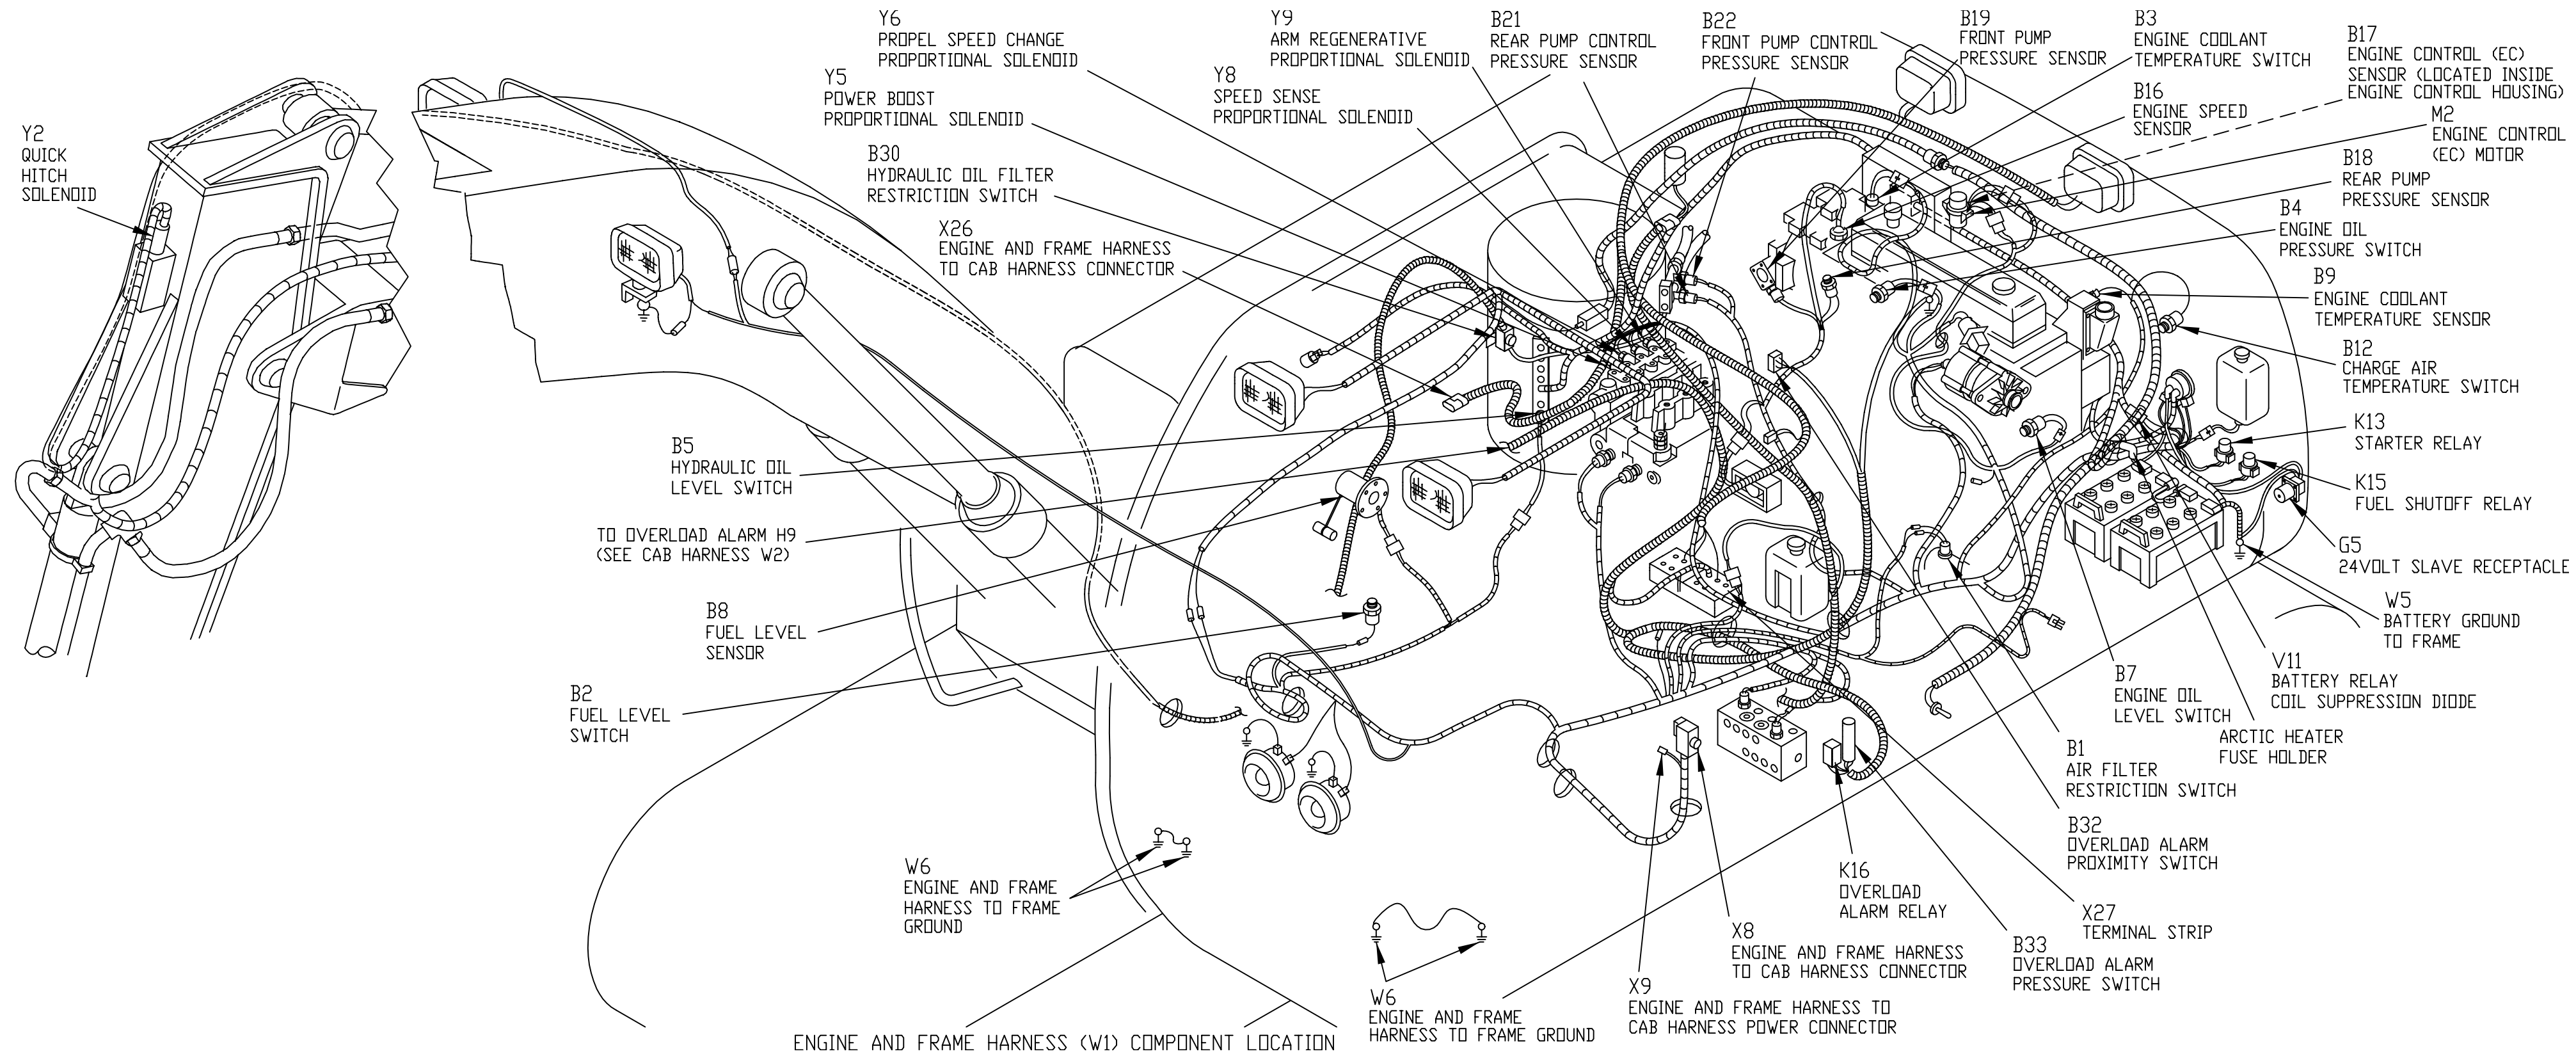 Y2
QUICK
HITCH
SOLENOID
Y6
PROPEL SPEED CHANGE
PROPORTIONAL SOLENOID
Y5
POWER BOOST
PROPORTIONAL SOLENOID
B30
HYDRAULIC OIL FILTER
RESTRICTION SWITCH
X26
ENGINE AND FRAME HARNESS
TO CAB HARNESS CONNECTOR
Y9
ARM REGENERATIVE
PROPORTIONAL SOLENOID
Y8
SPEED SENSE
PROPORTIONAL SOLENOID
B21
REAR PUMP CONTROL
PRESSURE SENSOR
B22
FRONT PUMP CONTROL
PRESSURE SENSOR
B19
FRONT PUMP
PRESSURE SENSOR
B3
ENGINE COOLANT
TEMPERATURE SWITCH
B17
ENGINE CONTROL (EC)
SENSOR (LOCATED INSIDE
ENGINE CONTROL HOUSING)
B16
ENGINE SPEED
SENSOR
M2
ENGINE CONTROL
(EC) MOTOR
B18
REAR PUMP
PRESSURE SENSOR
B4
ENGINE OIL
PRESSURE SWITCH
B9
ENGINE COOLANT
TEMPERATURE SENSOR
B12
CHARGE AIR
TEMPERATURE SWITCH
K13
STARTER RELAY
K15
FUEL SHUTOFF RELAY
G5
24VOLT SLAVE RECEPTACLE
W5
BATTERY GROUND
TO FRAME
V11
BATTERY RELAY
COIL SUPPRESSION DIODE
B7
ENGINE OIL
LEVEL SWITCH
ARCTIC HEATER
FUSE HOLDER
B1
AIR FILTER
RESTRICTION SWITCH
B32
OVERLOAD ALARM
PROXIMITY SWITCH
X27
TERMINAL STRIP
B33
OVERLOAD ALARM
PRESSURE SWITCH
K16
OVERLOAD
ALARM RELAY
X8
ENGINE AND FRAME HARNESS
TO CAB HARNESS CONNECTOR
X9
ENGINE AND FRAME HARNESS TO
CAB HARNESS POWER CONNECTOR
W6
ENGINE AND FRAME
HARNESS TO FRAME GROUND
B5
HYDRAULIC OIL
LEVEL SWITCH
TO OVERLOAD ALARM H9
(SEE CAB HARNESS W2)
B8
FUEL LEVEL
SENSOR
B2
FUEL LEVEL
SWITCH
W6
ENGINE AND FRAME
HARNESS TO FRAME
GROUND
ENGINE AND FRAME HARNESS (W1) COMPONENT LOCATION